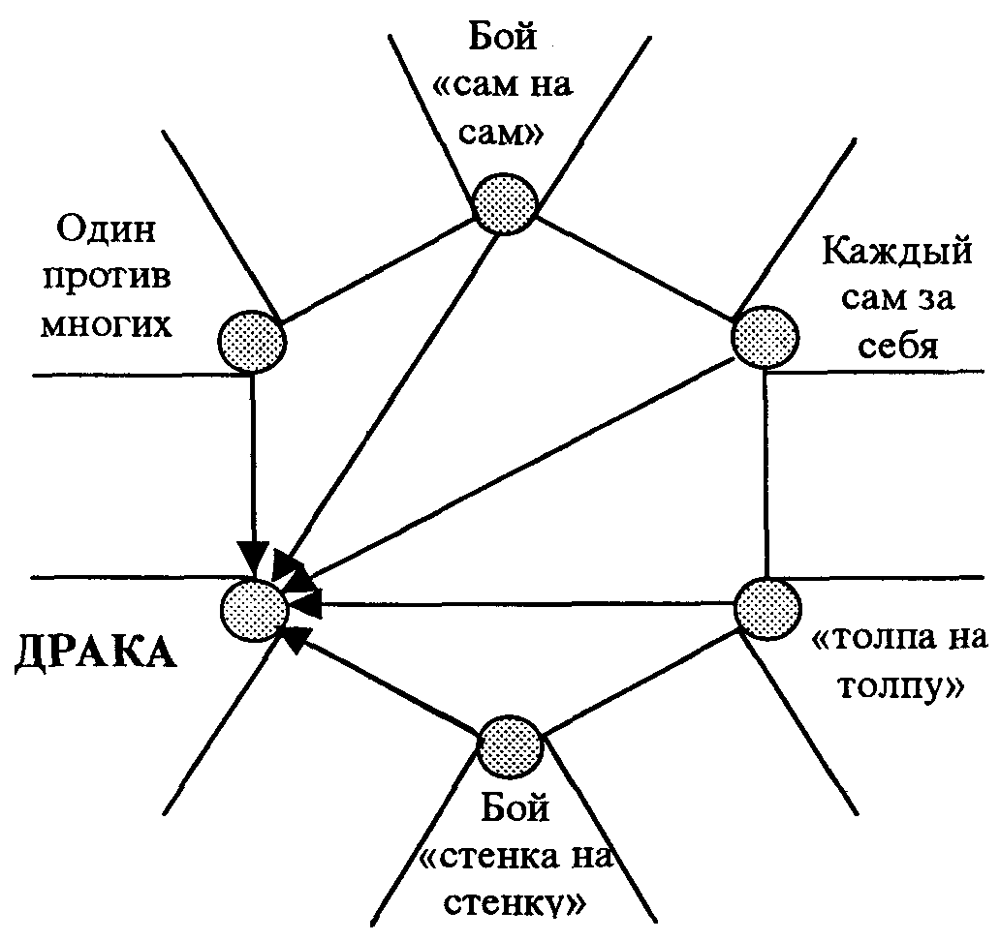 Бой
«сам на
сам»
Один
против
многих
Каждый
сам за
себя
ДРАКА
«толпа на
толпу»
Бой
«стенка на
стенку»